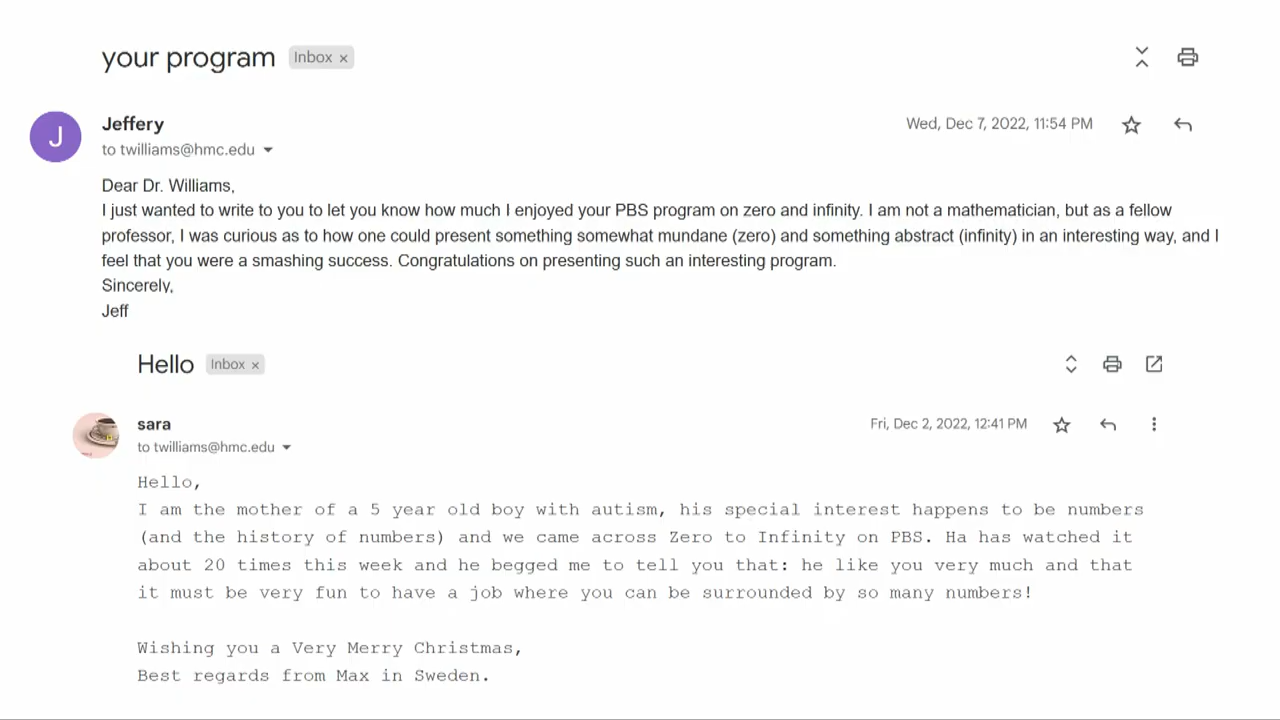 your program Inbox ×
J
Jeffery Wed, Dec 7, 2022, 11:54 PM
to twilliams@hmc.edu
Dear Dr. Williams,
I just wanted to write to you to let you know how much I enjoyed your PBS program on zero and infinity. I am not a mathematician, but as a fellow
professor, I was curious as to how one could present something somewhat mundane (zero) and something abstract (infinity) in an interesting way, and I
feel that you were a smashing success. Congratulations on presenting such an interesting program.
Sincerely,
Jeff
Hello Inbox ×
sara Fri, Dec 2, 2022, 12:41 PM
to twilliams@hmc.edu
Hello,
I am the mother of a 5 year old boy with autism, his special interest happens to be numbers
(and the history of numbers) and we came across Zero to Infinity on PBS. Ha has watched it
about 20 times this week and he begged me to tell you that: he like you very much and that
it must be very fun to have a job where you can be surrounded by so many numbers!
Wishing you a Very Merry Christmas,
Best regards from Max in Sweden.